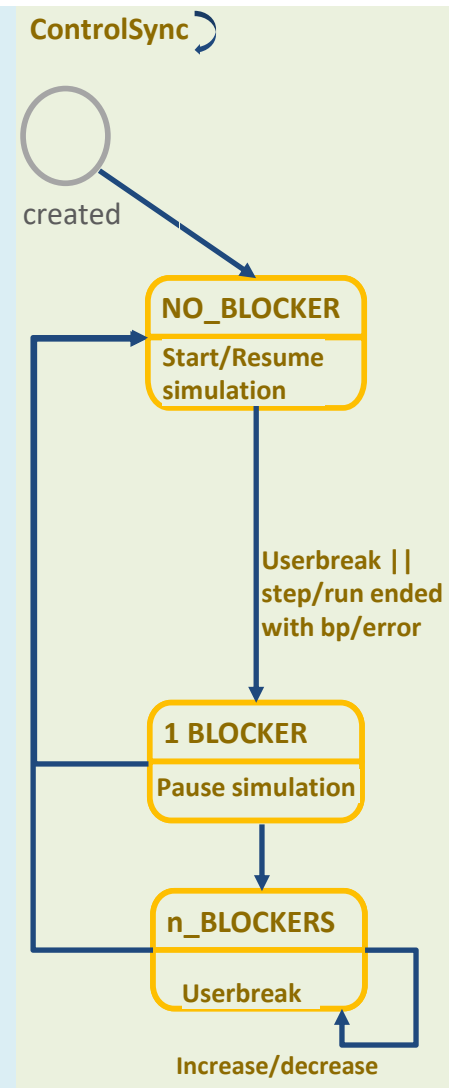 ControlSync
created
NO_BLOCKER
Start/Resume
simulation
Userbreak ||
step/run ended
with bp/error
1 BLOCKER
Pause simulation
n_BLOCKERS
Userbreak
Increase/decrease